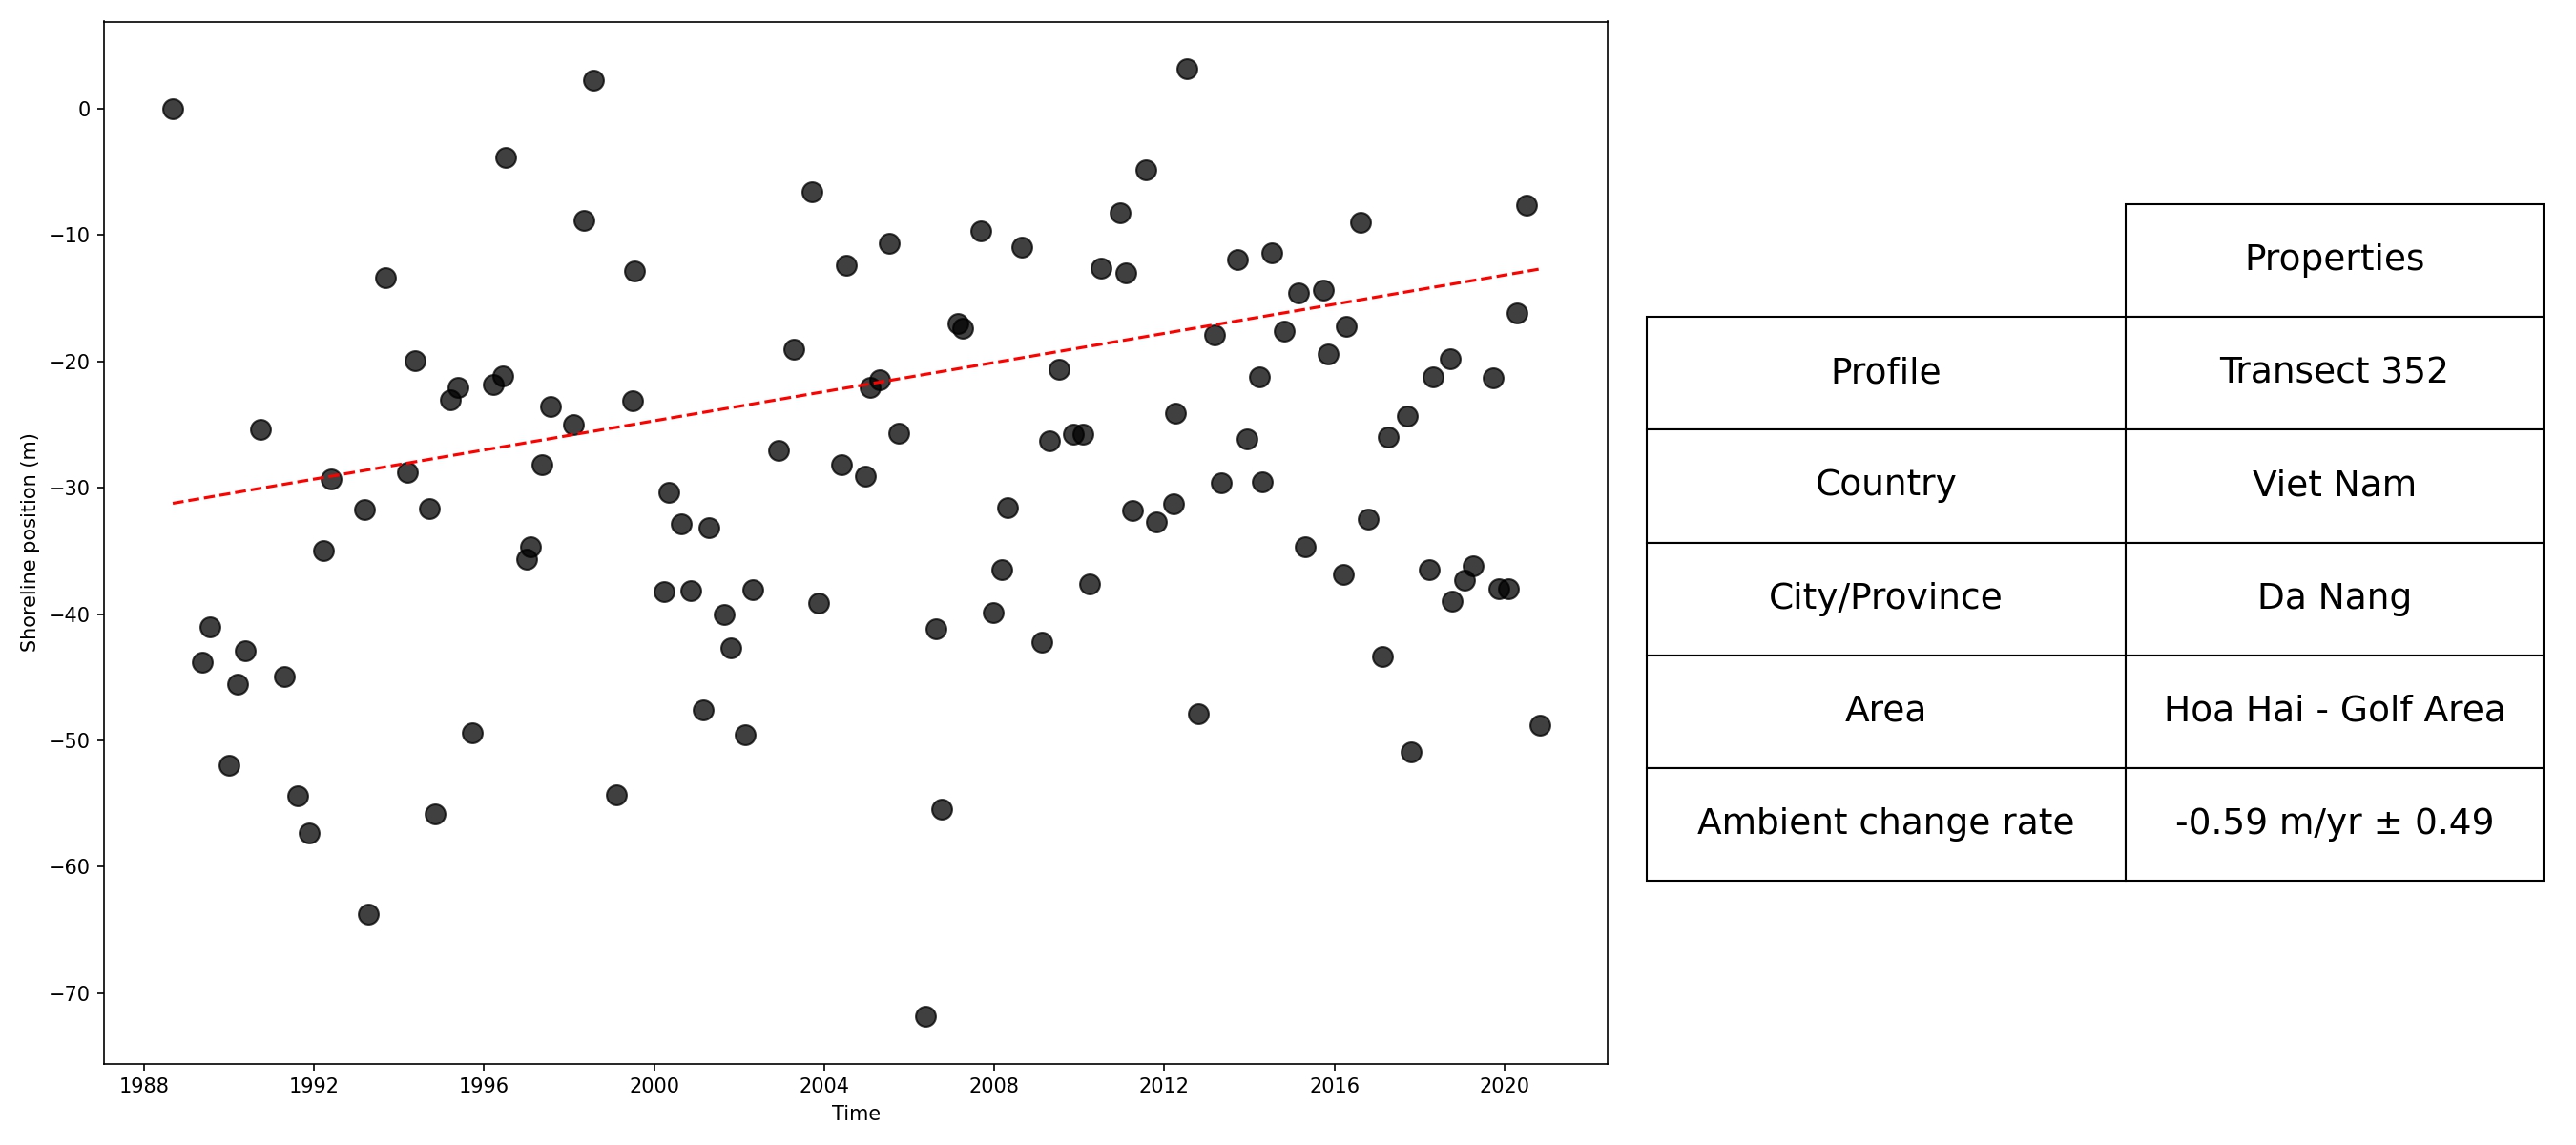 0
−10
−20
−30
−40
−50
−60
−70
Shoreline position (m)
1988 1992 1996 2000 2004 2008 2012 2016 2020
Time
Properties
Profile Transect 352
Country Viet Nam
City/Province Da Nang
Area Hoa Hai - Golf Area
Ambient change rate -0.59 m/yr ± 0.49